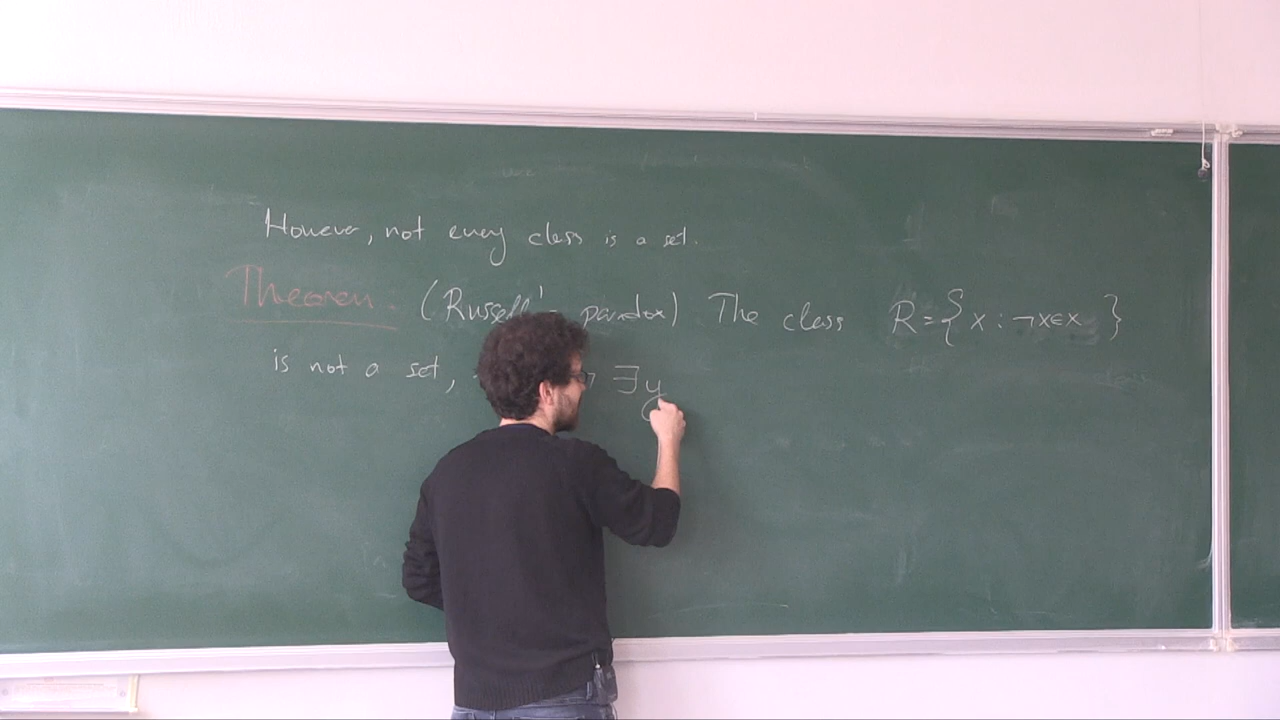 However, not every class is a set.
Theorem. (Russell's paradox) The class R = { x : ¬x∈x }
is not a set, ¬ ∃y